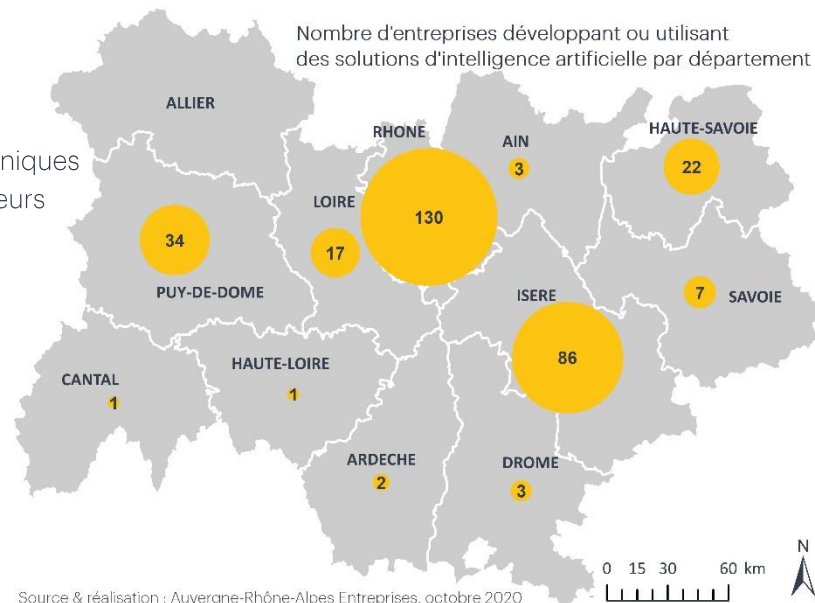 Nombre d'entreprises développant ou utilisant
des solutions d'intelligence artificielle par département
ALLIER
RHONE
AIN
HAUTE-SAVOIE
niques
eurs
3
22
LOIRE
130
34
17
ISERE
7
SAVOIE
PUY-DE-DOME
86
HAUTE-LOIRE
CANTAL
1
1
ARDECHE
DROME
2
3
N
0 15 30 60 km
Source & réalisation : Auvergne-Rhône-Alpes Entreprises, octobre 2020